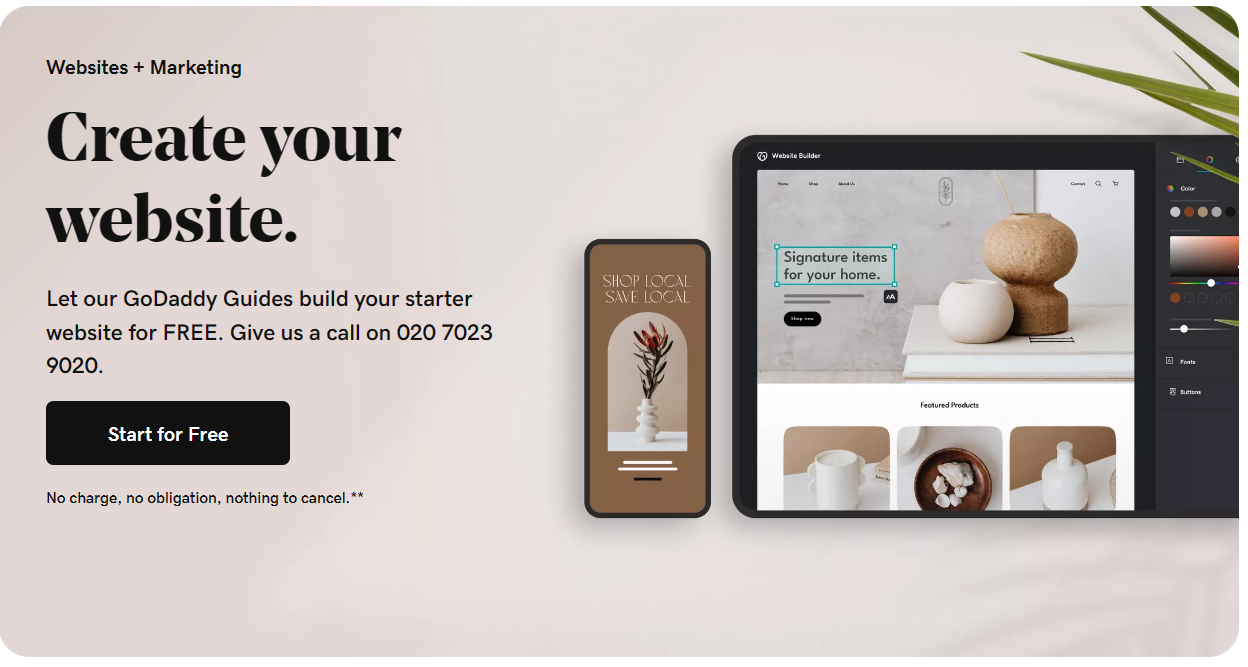 Websites + Marketing
Create your
website.
Let our GoDaddy Guides build your starter
website for FREE. Give us a call on 020 7023
9020.
Start for Free
No charge, no obligation, nothing to cancel.**
SHOP LOCAL
SAVE LOCAL
Website Builder
Home Shop About Us Contact
Signature items
for your home.
AA
Shop now
Featured Products
Color
Fonts
Buttons